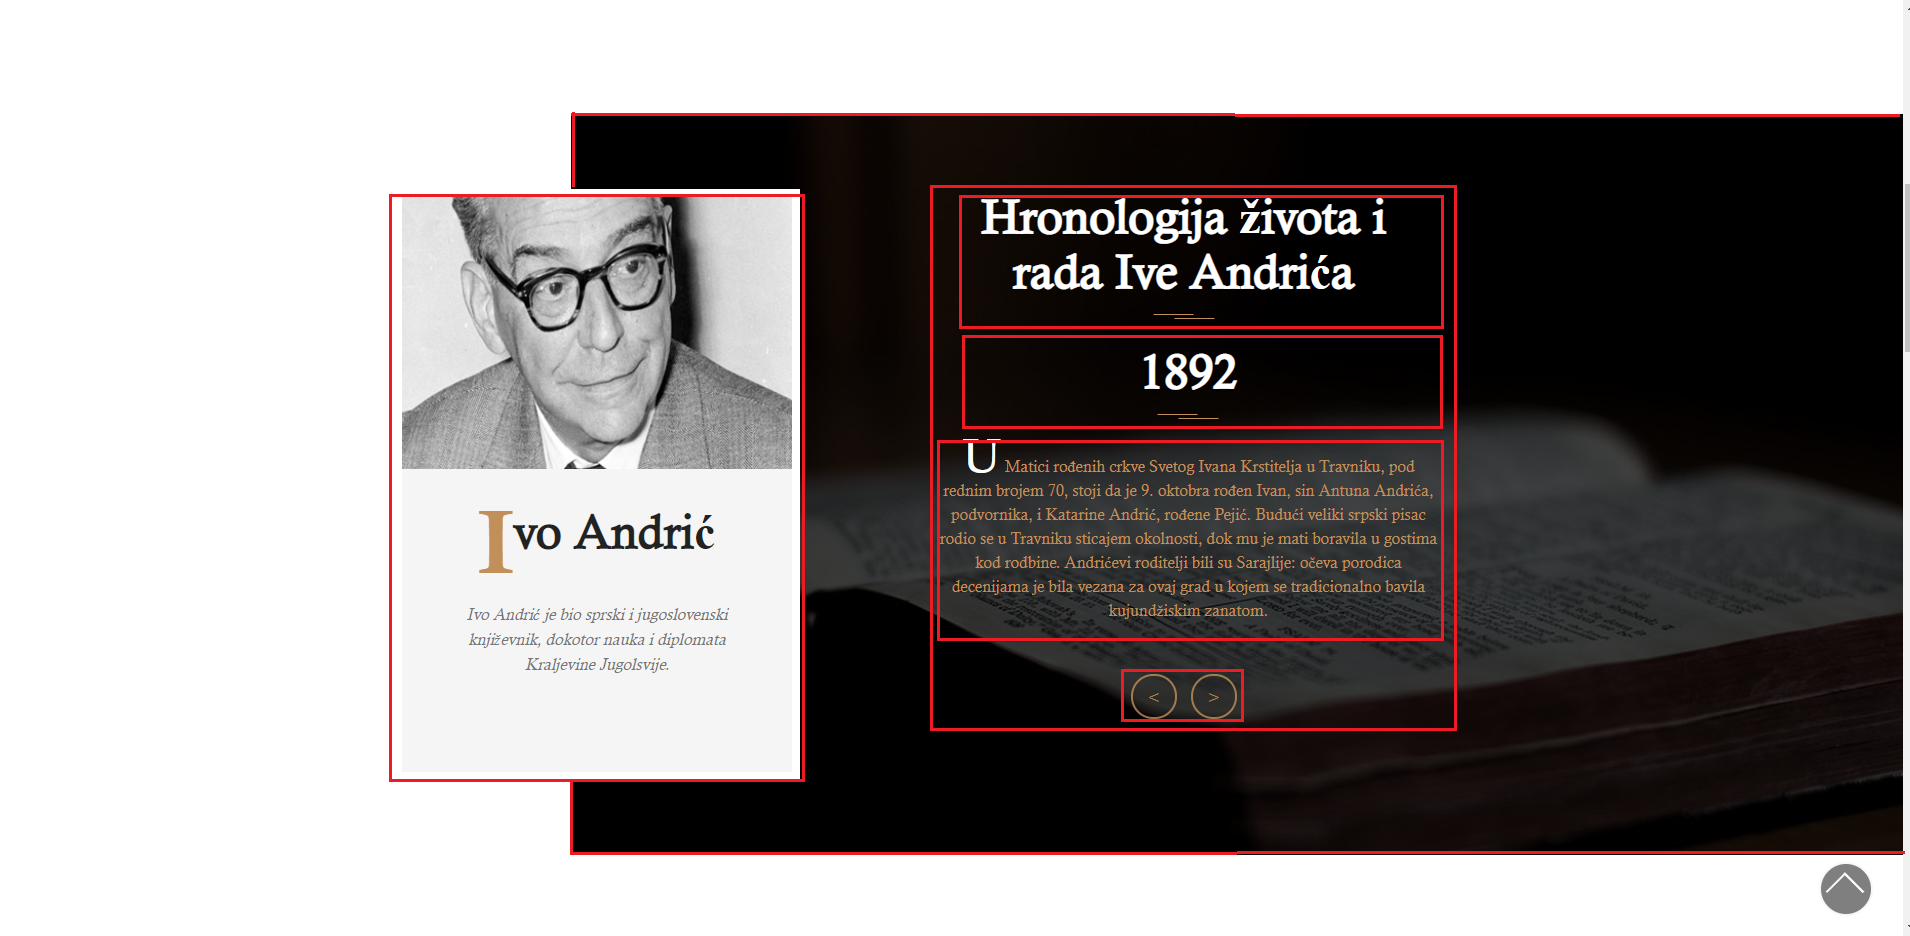 Ivo Andrić
Ivo Andrić je bio sprski i jugoslovenski
književnik, dokotor nauka i diplomata
Kraljevine Jugolsvije.
Hronologija života i
rada Ive Andrića
1892
U Matici rođenih crkve Svetog Ivana Krstitelja u Travniku, pod
rednim brojem 70, stoji da je 9. oktobra rođen Ivan, sin Antuna Andrića,
podvornika, i Katarine Andrić, rođene Pejić. Budući veliki srpski pisac
rodio se u Travniku sticajem okolnosti, dok mu je mati boravila u gostima
kod rodbine. Andrićevi roditelji bili su Sarajlije: očeva porodica
decenijama je bila vezana za ovaj grad u kojem se tradicionalno bavila
kujundžiskim zanatom.
< >